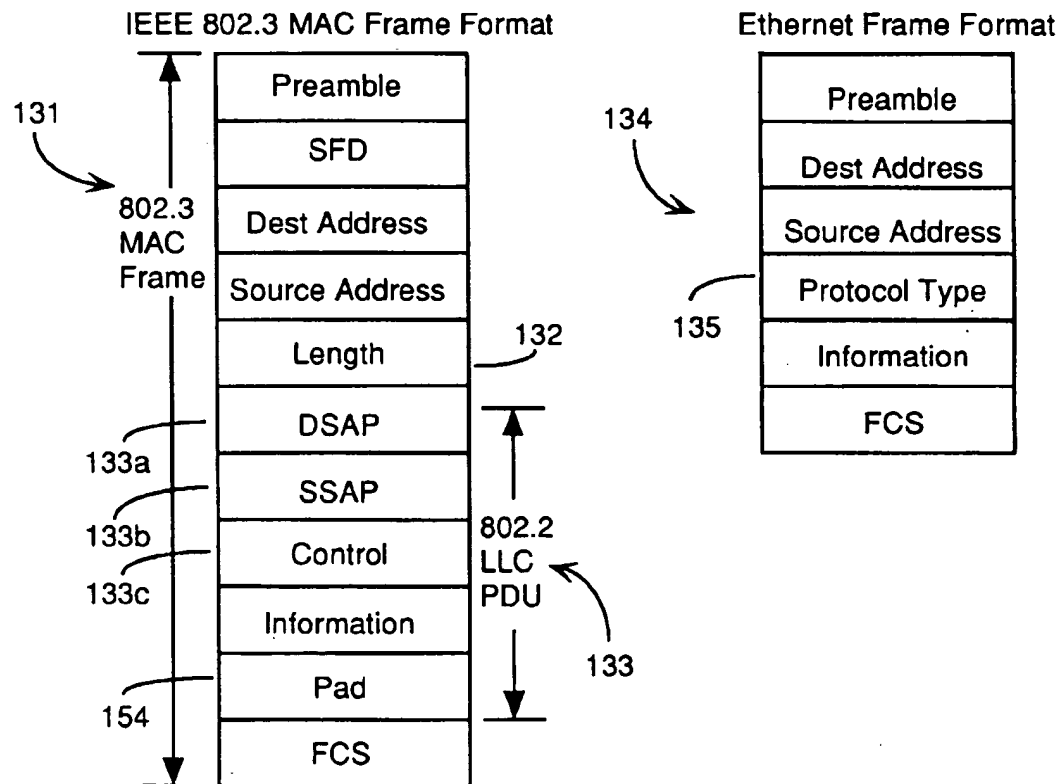 IEEE 802.3 MAC Frame Format
Preamble
131
SFD
802.3
MAC
Frame
Dest Address
Source Address
Length
132
DSAP
133a
SSAP
133b
802.2
LLC
PDU
Control
133c
133
Information
Pad
154
FCS
Ethernet Frame Format
Preamble
134
Dest Address
Source Address
Protocol Type
135
Information
FCS